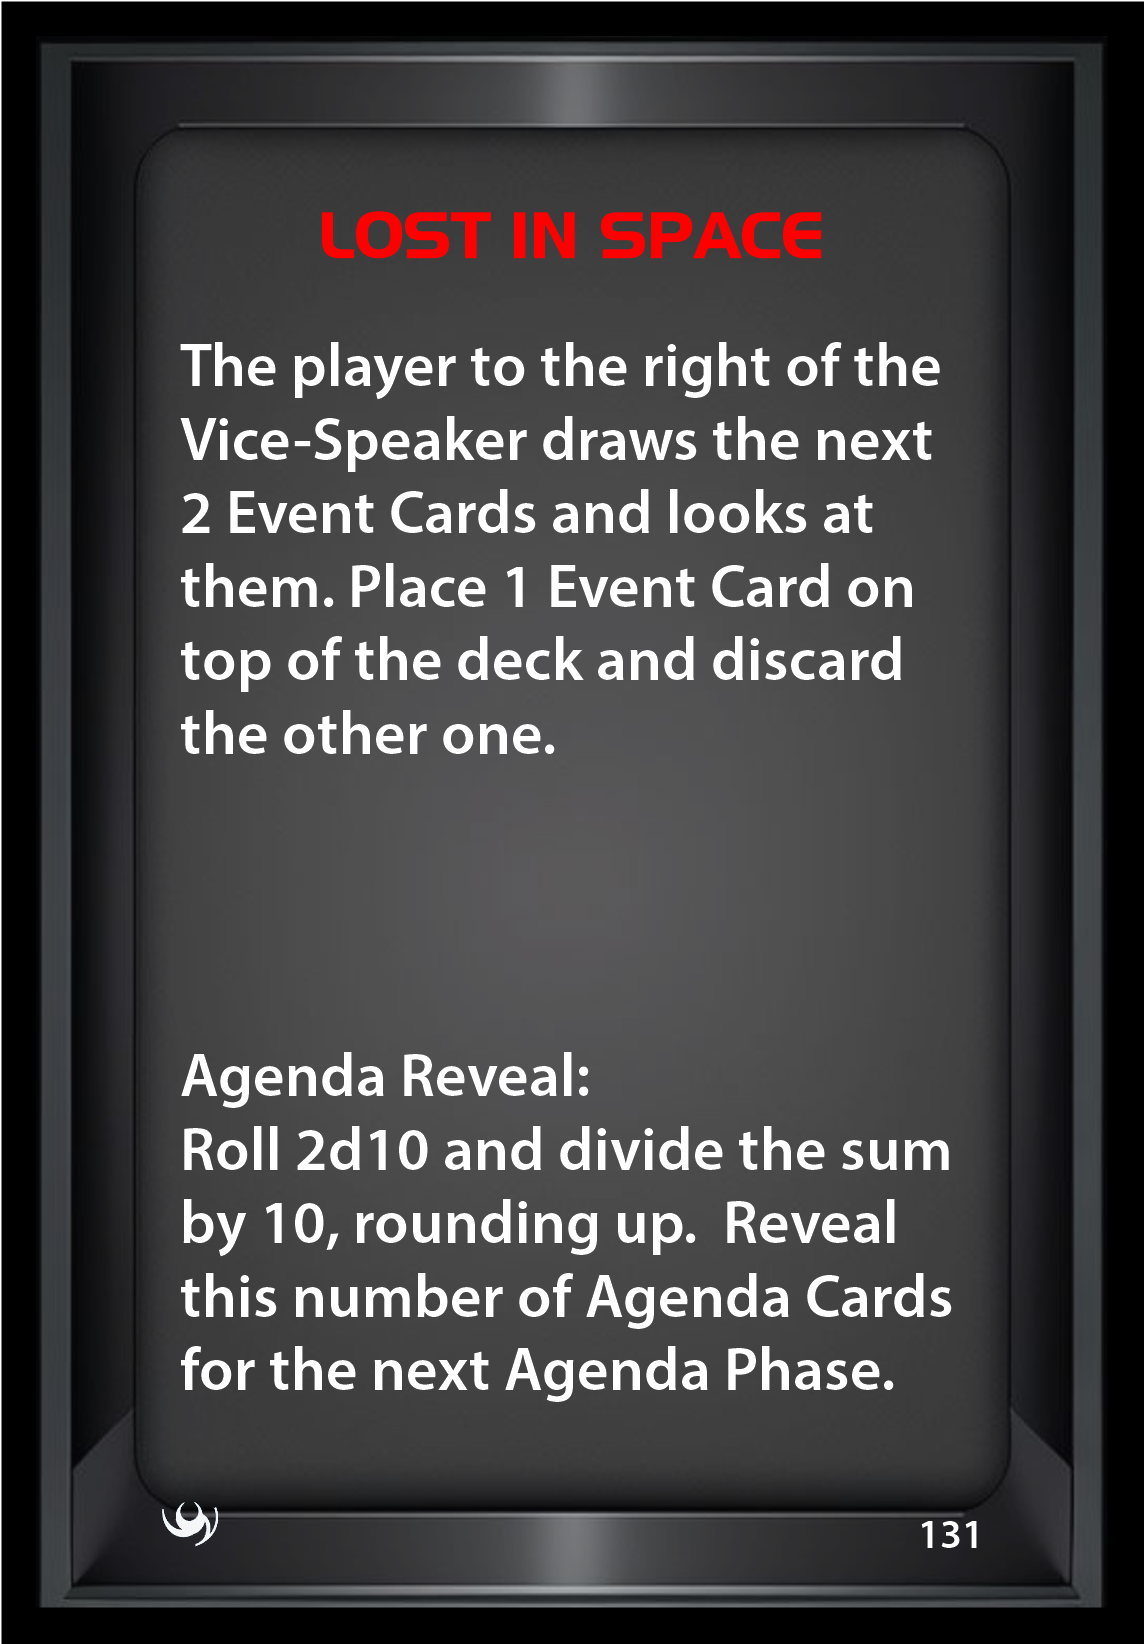 LOST IN SPACE
The player to the right of the
Vice-Speaker draws the next
2 Event Cards and looks at
them. Place 1 Event Card on
top of the deck and discard
the other one.
Agenda Reveal:
Roll 2d10 and divide the sum
by 10, rounding up.  Reveal
this number of Agenda Cards
for the next Agenda Phase.
131